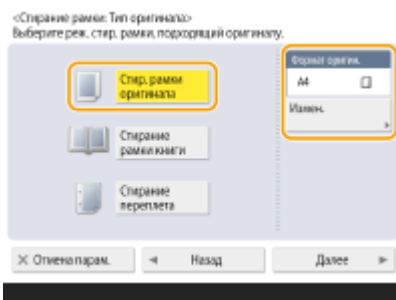 <Стирание рамки: Тип оригинала>
Выберите реж. стир. рамки, подходящий оригиналу.
Стир. рамки
оригинала
Формат оригин.
A4
Измен.
Стирание
рамки книги
Стирание
переплета
Отмена парам.
Назад
Далее